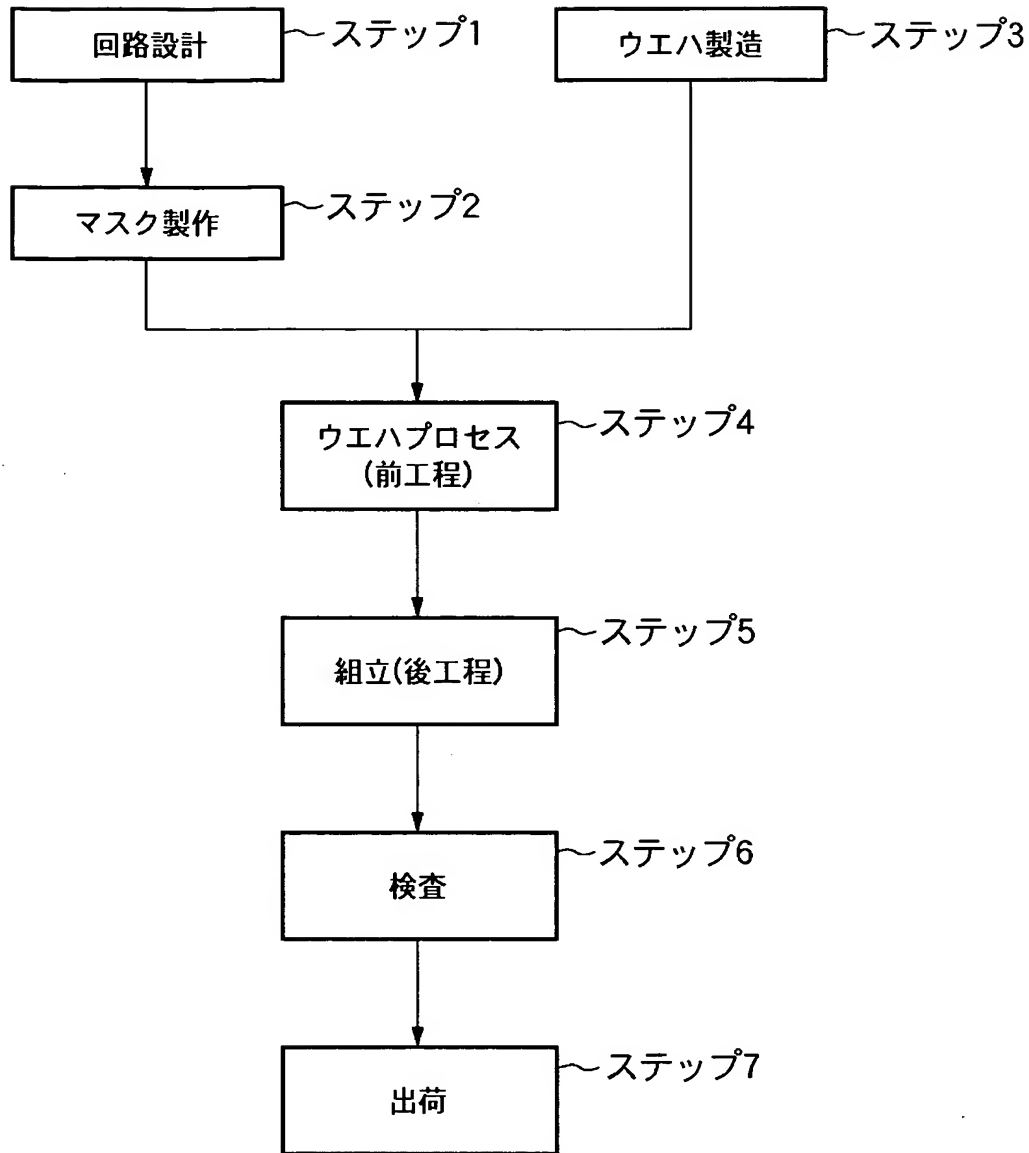 回路設計
ステップ1
ウエハ製造
ステップ3
マスク製作
ステップ2
ウエハプロセス
(前工程)
ステップ4
組立(後工程)
ステップ5
検査
ステップ6
出荷
ステップ7